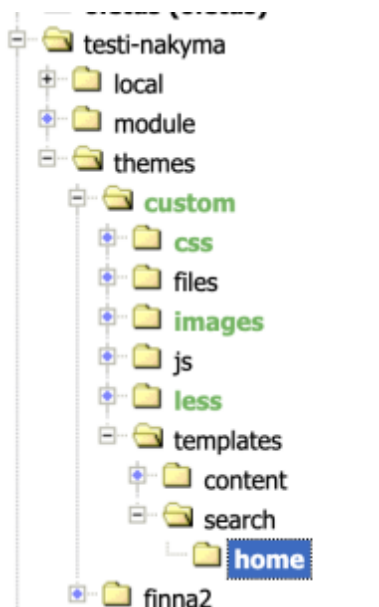 testi-nakyma
local
module
themes
custom
css
files
images
js
less
templates
content
search
home
finna2